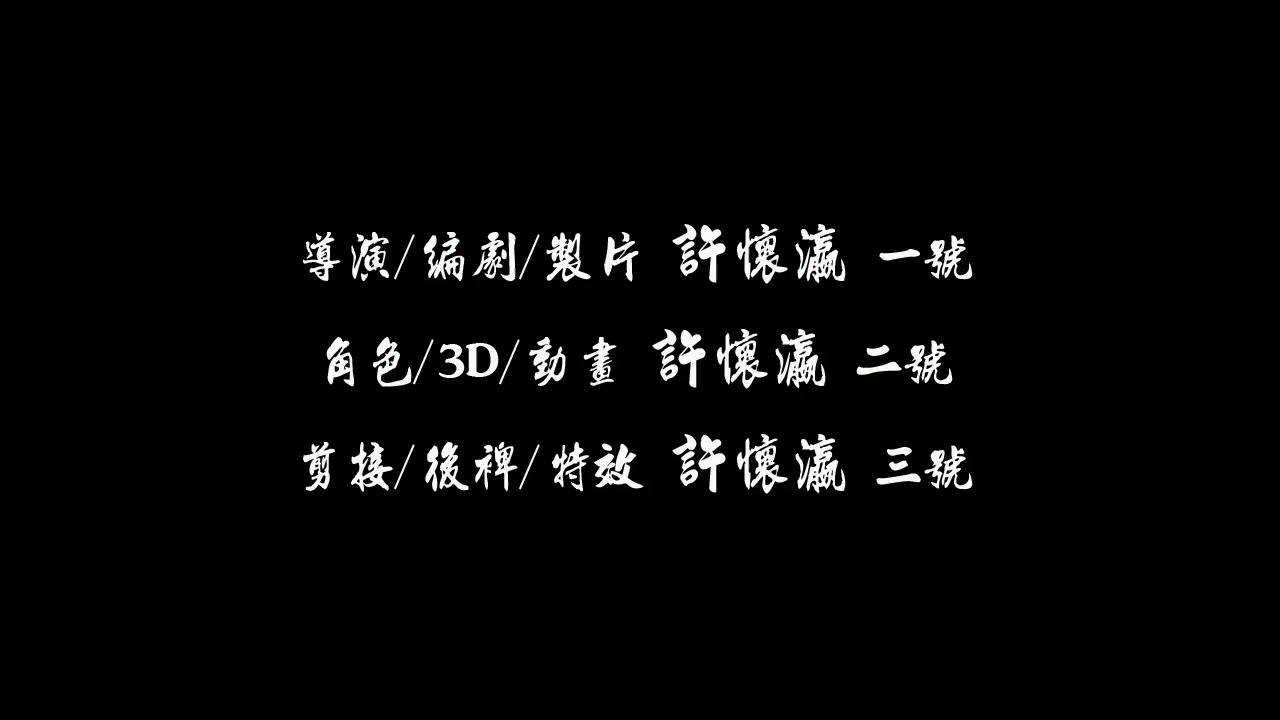 導演/編劇/製片 許懷瀛 一號
角色/3D/動畫 許懷瀛 二號
剪接/後裨/特效 許懷瀛 三號